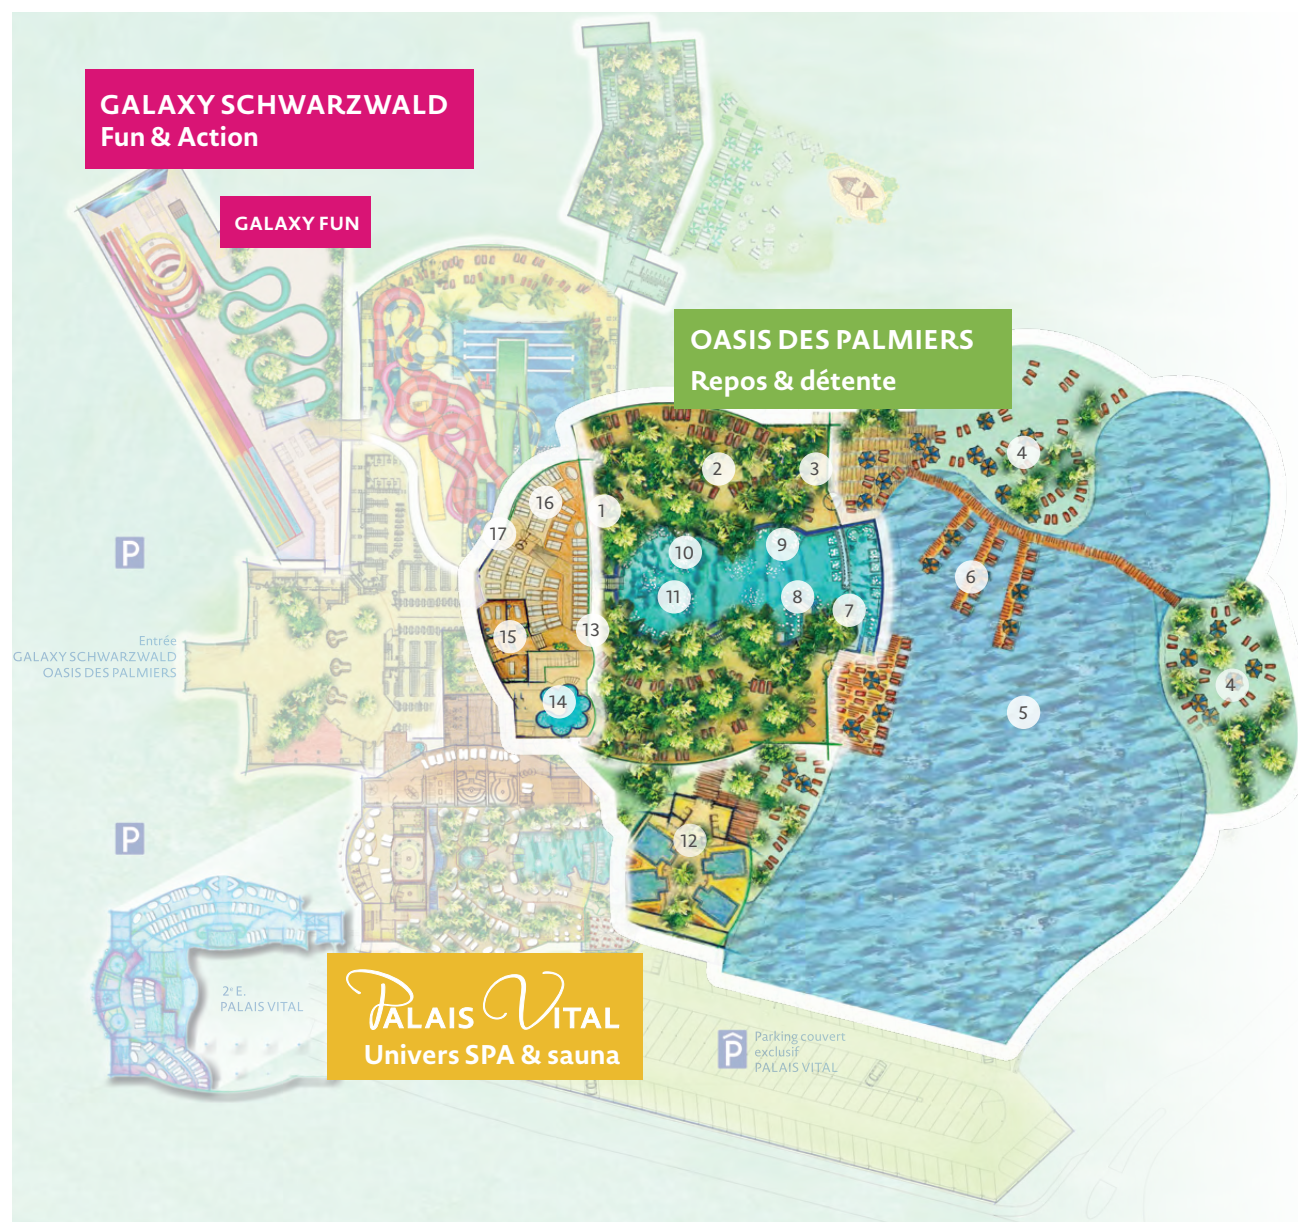 GALAXY SCHWARZWALD
Fun & Action
GALAXY FUN
OASIS DES PALMIERS
Repos & détente
2
3
4
16
1
17
9
10
P
6
11
8
7
13
15
Entrée
GALAXY SCHWARZWALD
OASIS DES PALMIERS
4
14
5
P
12
2e E.
PALAIS VITAL
PALAIS VITAL
Univers SPA & sauna
P
Parking couvert
exclusif
PALAIS VITAL